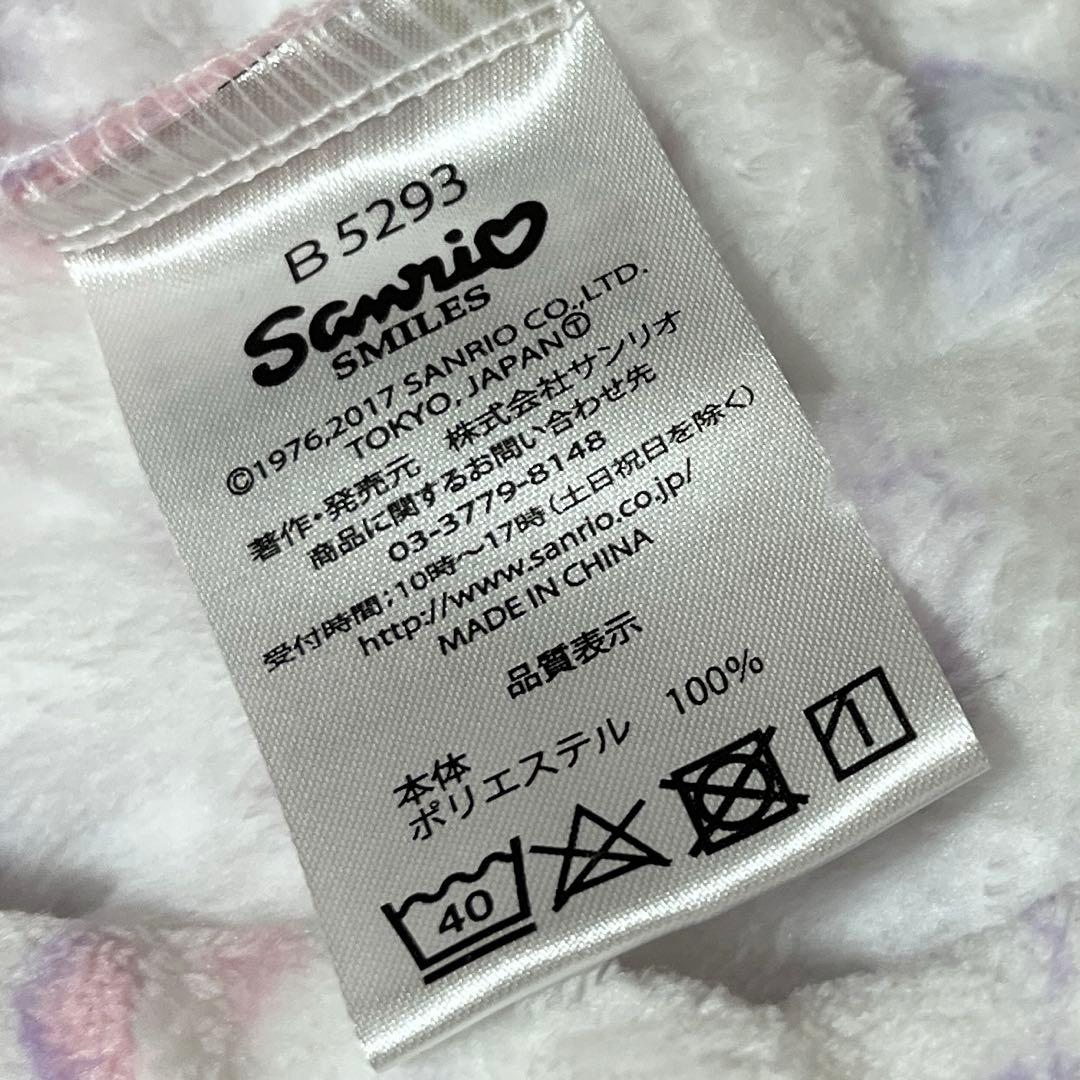 B 5293
Sanrio
SMILES
©1976,2017 SANRIO CO.,LTD.
TOKYO, JAPANⓉ
著作・発売元 株式会社サンリオ
商品に関するお問い合わせ先
03-3779-8148
受付時間;10時〜17時(土日祝日を除く)
http://www.sanrio.co.jp/
MADE IN CHINA
品質表示
本体
ポリエステル 100%
40